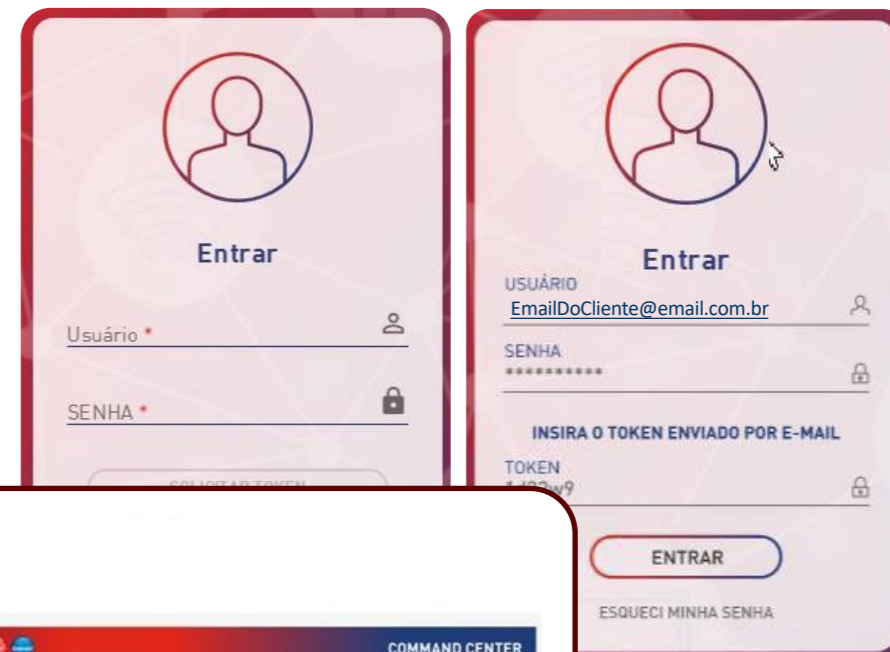 Entrar
Usuário *
SENHA *
Entrar
USUÁRIO
EmailDoCliente@email.com.br
SENHA
**********
INSIRA O TOKEN ENVIADO POR E-MAIL
TOKEN
ENTRAR
ESQUECI MINHA SENHA
COMMAND CENTER